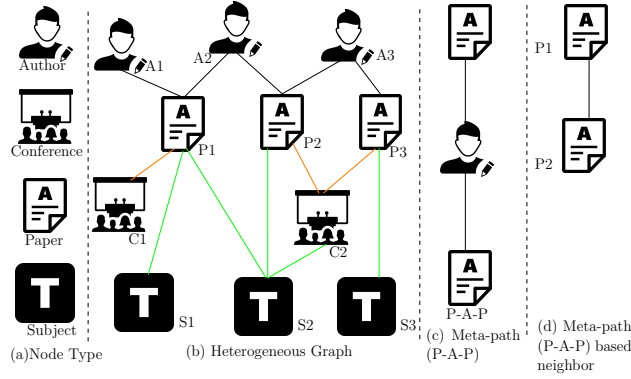 Author
Conference
Paper
Subject
(a)Node Type
A1
A2
A3
P1
P2
P3
C1
C2
S1
S2
S3
(b) Heterogeneous Graph
P-A-P
(c) Meta-path
(P-A-P)
P1
P2
(d) Meta-path
(P-A-P) based
neighbor
A
A
A
A
A
A
A
A
T
T
T
T